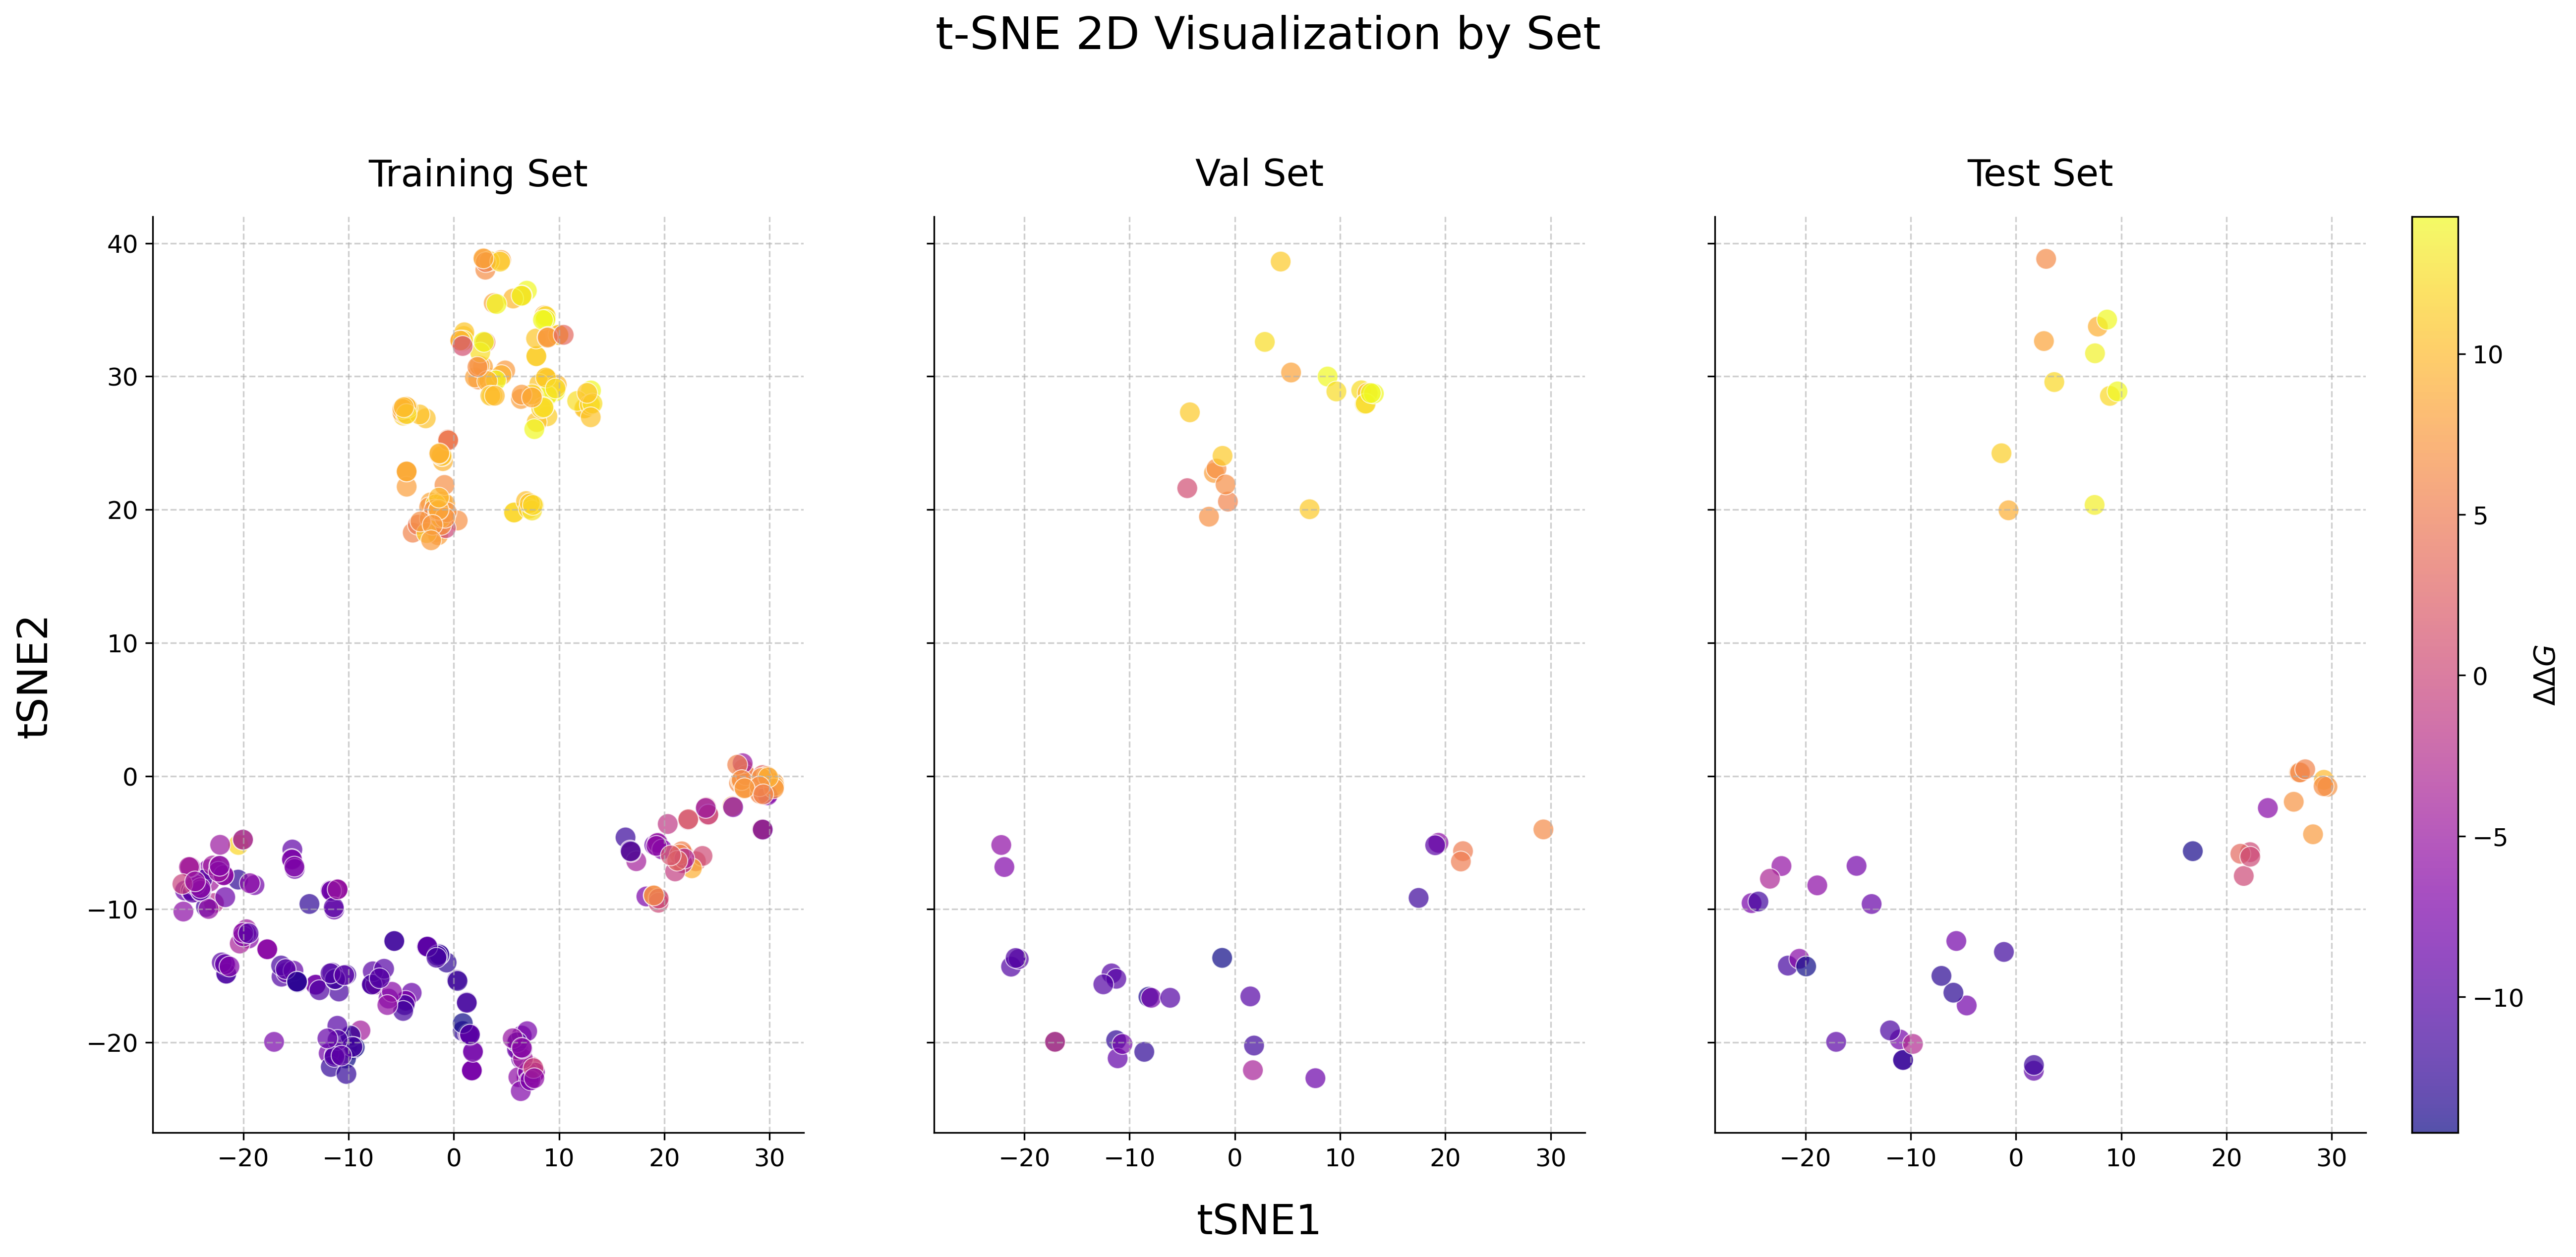 t-SNE 2D Visualization by Set
Training Set
Val Set
Test Set
tSNE2
40
30
20
10
0
−10
−20
−20 −10 0 10 20 30
−20 −10 0 10 20 30
−20 −10 0 10 20 30
tSNE1
10
5
0
−5
−10
ΔΔG